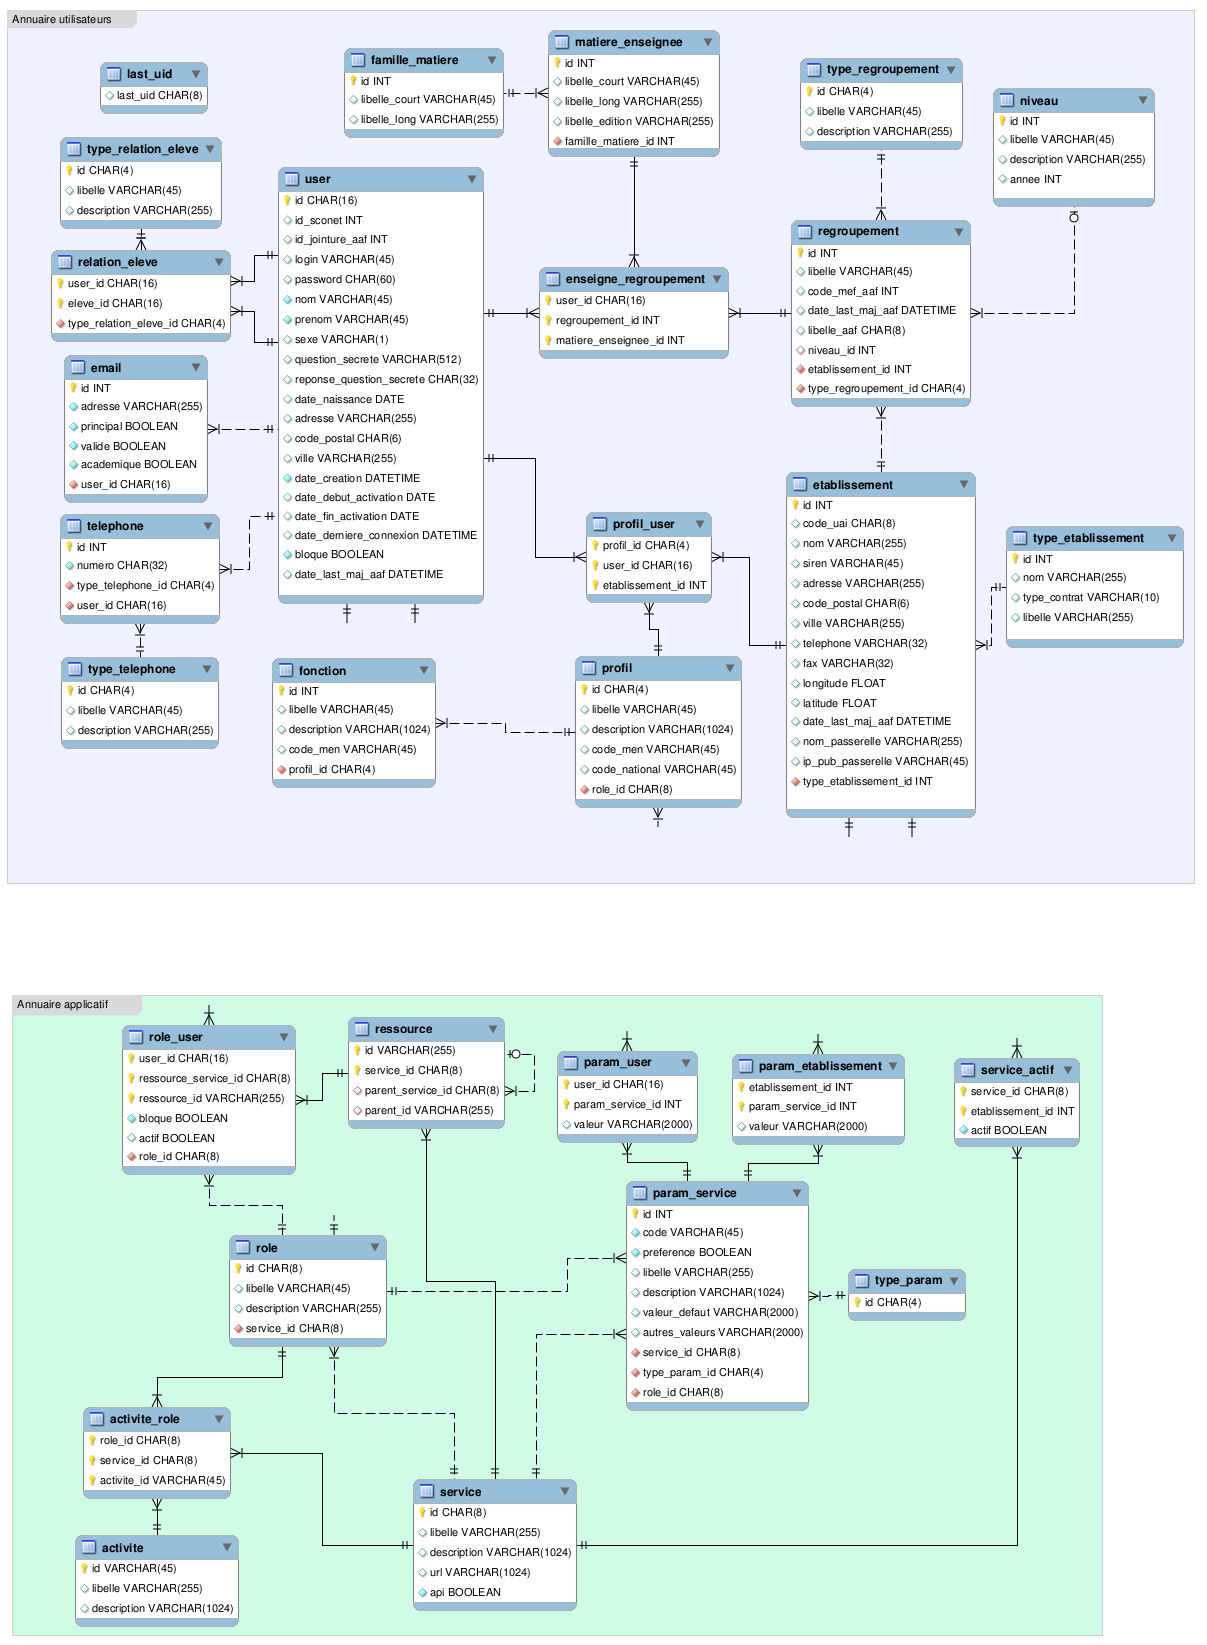 Annuaire utilisateurs
last_uid
last_uid CHAR(8)
famille_matiere
id INT
libelle_court VARCHAR(45)
libelle_long VARCHAR(255)
matiere_enseignee
id INT
libelle_court VARCHAR(45)
libelle_long VARCHAR(255)
libelle_edition VARCHAR(255)
famille_matiere_id INT
type_regroupement
id CHAR(4)
libelle VARCHAR(45)
description VARCHAR(255)
niveau
id INT
libelle VARCHAR(45)
description VARCHAR(255)
annee INT
type_relation_eleve
id CHAR(4)
libelle VARCHAR(45)
description VARCHAR(255)
relation_eleve
user_id CHAR(16)
eleve_id CHAR(16)
type_relation_eleve_id CHAR(4)
email
id INT
adresse VARCHAR(255)
principal BOOLEAN
valide BOOLEAN
academique BOOLEAN
user_id CHAR(16)
telephone
id INT
numero CHAR(32)
type_telephone_id CHAR(4)
user_id CHAR(16)
type_telephone
id CHAR(4)
libelle VARCHAR(45)
description VARCHAR(255)
user
id CHAR(16)
id_sconet INT
id_jointure_aaf INT
login VARCHAR(45)
password CHAR(60)
nom VARCHAR(45)
prenom VARCHAR(45)
sexe VARCHAR(1)
question_secrete VARCHAR(512)
reponse_question_secrete CHAR(32)
date_naissance DATE
adresse VARCHAR(255)
code_postal CHAR(6)
ville VARCHAR(255)
date_creation DATETIME
date_debut_activation DATE
date_fin_activation DATE
date_derniere_connexion DATETIME
bloque BOOLEAN
date_last_maj_aaf DATETIME
enseigne_regroupement
user_id CHAR(16)
regroupement_id INT
matiere_enseignee_id INT
regroupement
id INT
libelle VARCHAR(45)
code_mef_aaf INT
date_last_maj_aaf DATETIME
libelle_aaf CHAR(8)
niveau_id INT
etablissement_id INT
type_regroupement_id CHAR(4)
profil_user
profil_id CHAR(4)
user_id CHAR(16)
etablissement_id INT
etablissement
id INT
code_uai CHAR(8)
nom VARCHAR(255)
siren VARCHAR(45)
adresse VARCHAR(255)
code_postal CHAR(6)
ville VARCHAR(255)
telephone VARCHAR(32)
fax VARCHAR(32)
longitude FLOAT
latitude FLOAT
date_last_maj_aaf DATETIME
nom_passerelle VARCHAR(255)
ip_pub_passerelle VARCHAR(45)
type_etablissement_id INT
type_etablissement
id INT
nom VARCHAR(255)
type_contrat VARCHAR(10)
libelle VARCHAR(255)
fonction
id INT
libelle VARCHAR(45)
description VARCHAR(1024)
code_men VARCHAR(45)
profil_id CHAR(4)
profil
id CHAR(4)
libelle VARCHAR(45)
description VARCHAR(1024)
code_men VARCHAR(45)
code_national VARCHAR(45)
role_id CHAR(8)
Annuaire applicatif
role_user
user_id CHAR(16)
ressource_service_id CHAR(8)
ressource_id VARCHAR(255)
bloque BOOLEAN
actif BOOLEAN
role_id CHAR(8)
ressource
id VARCHAR(255)
service_id CHAR(8)
parent_service_id CHAR(8)
parent_id VARCHAR(255)
param_user
user_id CHAR(16)
param_service_id INT
valeur VARCHAR(2000)
param_etablissement
etablissement_id INT
param_service_id INT
valeur VARCHAR(2000)
service_actif
service_id CHAR(8)
etablissement_id INT
actif BOOLEAN
param_service
id INT
code VARCHAR(45)
preference BOOLEAN
libelle VARCHAR(255)
description VARCHAR(1024)
valeur_defaut VARCHAR(2000)
autres_valeurs VARCHAR(2000)
service_id CHAR(8)
type_param_id CHAR(4)
role_id CHAR(8)
type_param
id CHAR(4)
role
id CHAR(8)
libelle VARCHAR(45)
description VARCHAR(255)
service_id CHAR(8)
activite_role
role_id CHAR(8)
service_id CHAR(8)
activite_id VARCHAR(45)
activite
id VARCHAR(45)
libelle VARCHAR(255)
description VARCHAR(1024)
service
id CHAR(8)
libelle VARCHAR(255)
description VARCHAR(1024)
url VARCHAR(1024)
api BOOLEAN